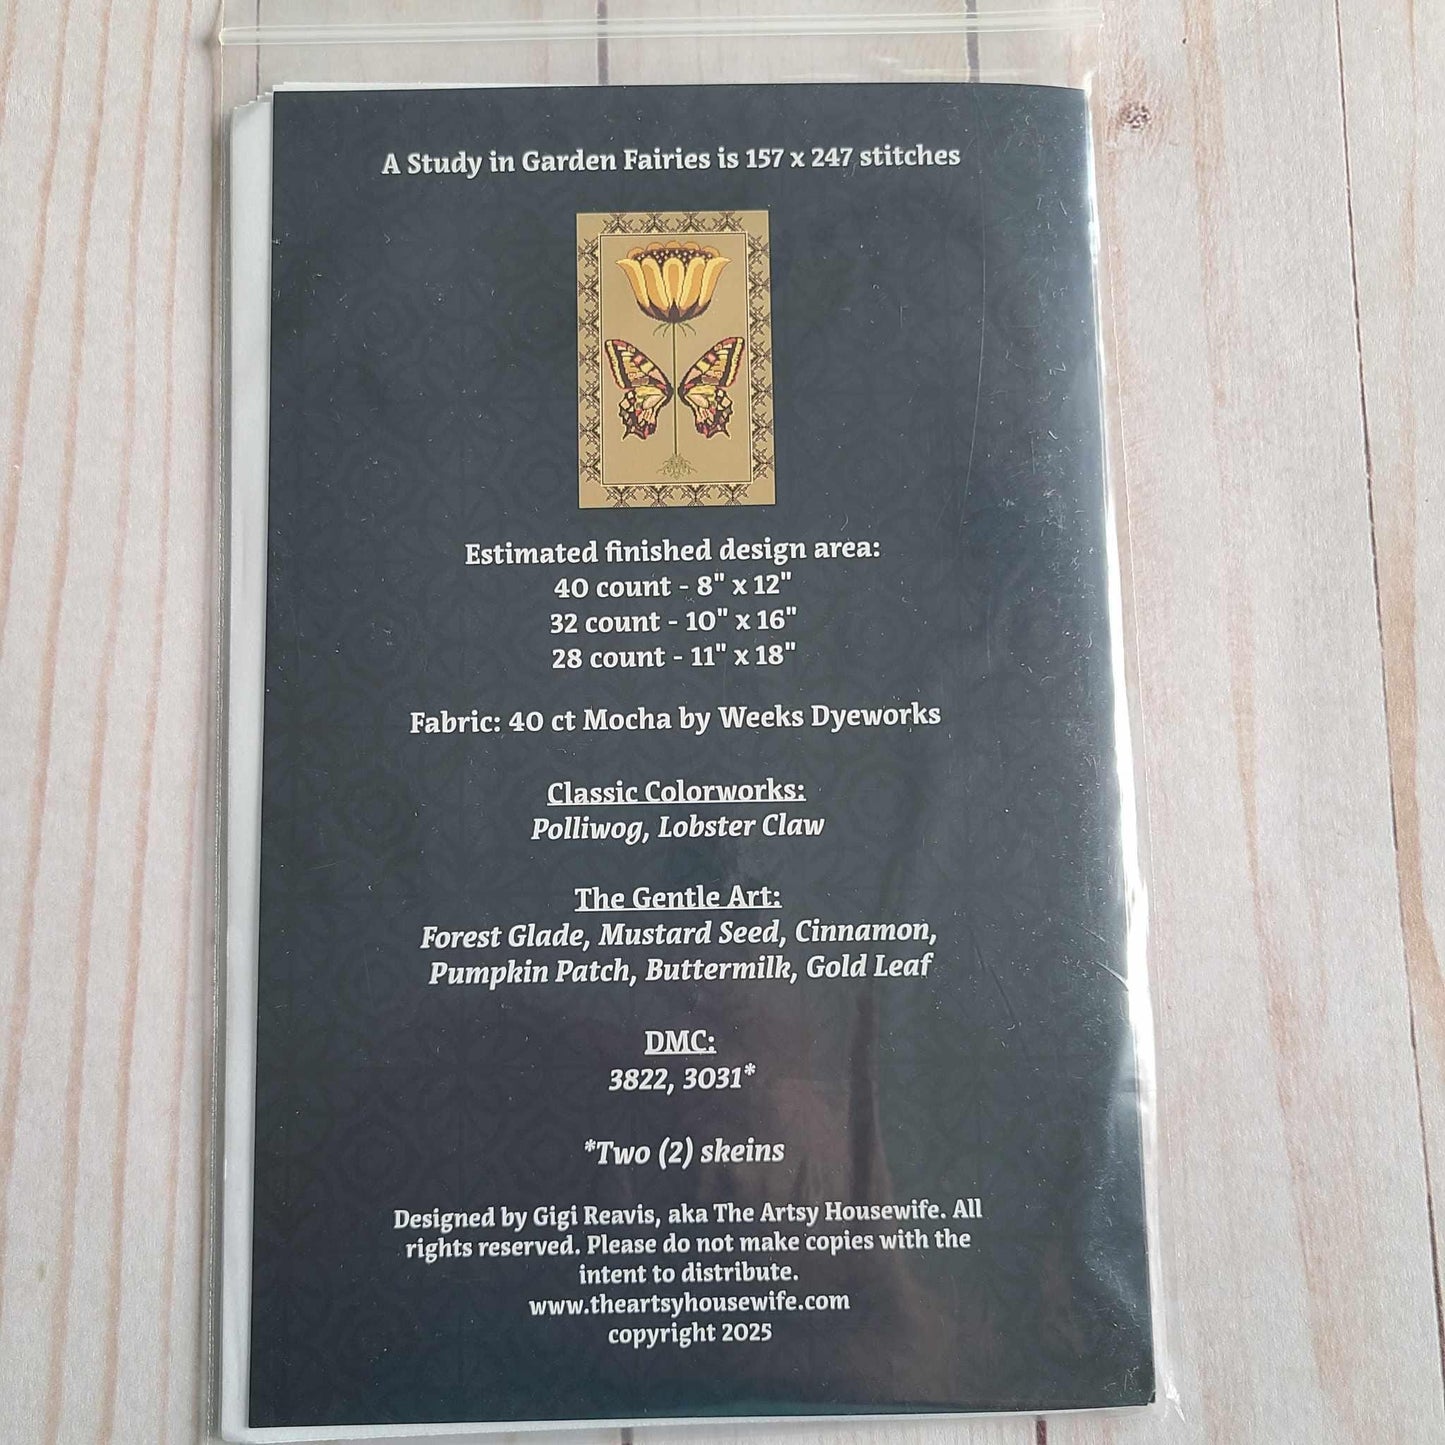 A Study in Garden Fairies is 157 x 247 stitches
Estimated finished design area:
40 count - 8" x 12"
32 count - 10" x 16"
28 count - 11" x 18"
Fabric: 40 ct Mocha by Weeks Dyeworks
Classic Colorworks:
Polliwog, Lobster Claw
The Gentle Art:
Forest Glade, Mustard Seed, Cinnamon,
Pumpkin Patch, Buttermilk, Gold Leaf
DMC:
3822, 3031*
*Two (2) skeins
Designed by Gigi Reavis, aka The Artsy Housewife. All
rights reserved. Please do not make copies with the
intent to distribute.
www.theartsyhousewife.com
copyright 2025